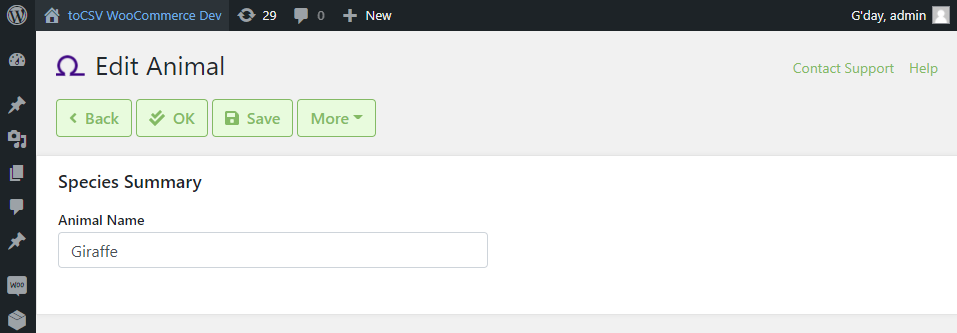 toCSV WooCommerce Dev 29 0 New G'day, admin
Ω Edit Animal
Contact Support Help
Back OK Save More
Species Summary
Animal Name
Giraffe
WOO